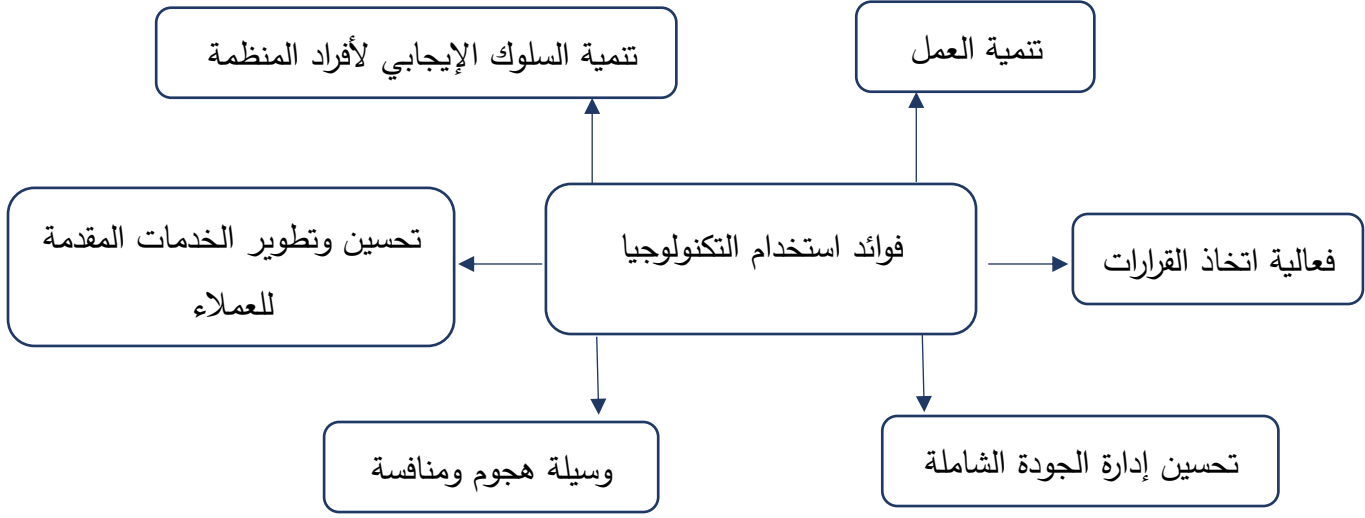 تنمية العمل
تنمية السلوك الإيجابي لأفراد المنظمة
فوائد استخدام التكنولوجيا
فعالية اتخاذ القرارات
تحسين وتطوير الخدمات المقدمة
للعملاء
تحسين إدارة الجودة الشاملة
وسيلة هجوم ومنافسة